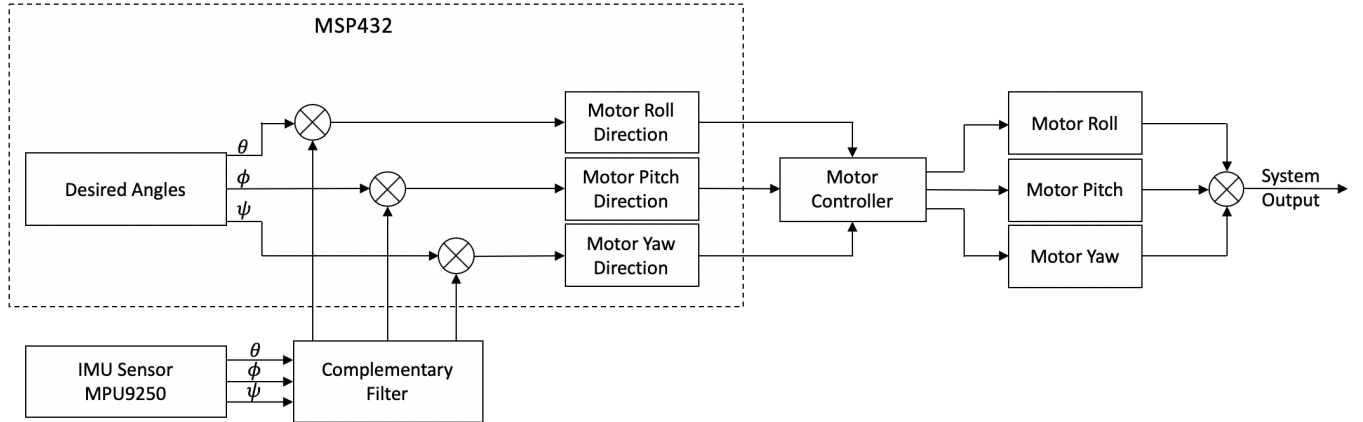 MSP432
Motor Roll
Direction
Motor Roll
θ
Desired Angles
ϕ
ψ
Motor Pitch
Direction
Motor
Controller
Motor Pitch
System
Output
Motor Yaw
Direction
Motor Yaw
IMU Sensor
MPU9250
θ
ϕ
ψ
Complementary
Filter